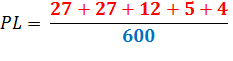 PL = 27 + 27 + 12 + 5 + 4
600